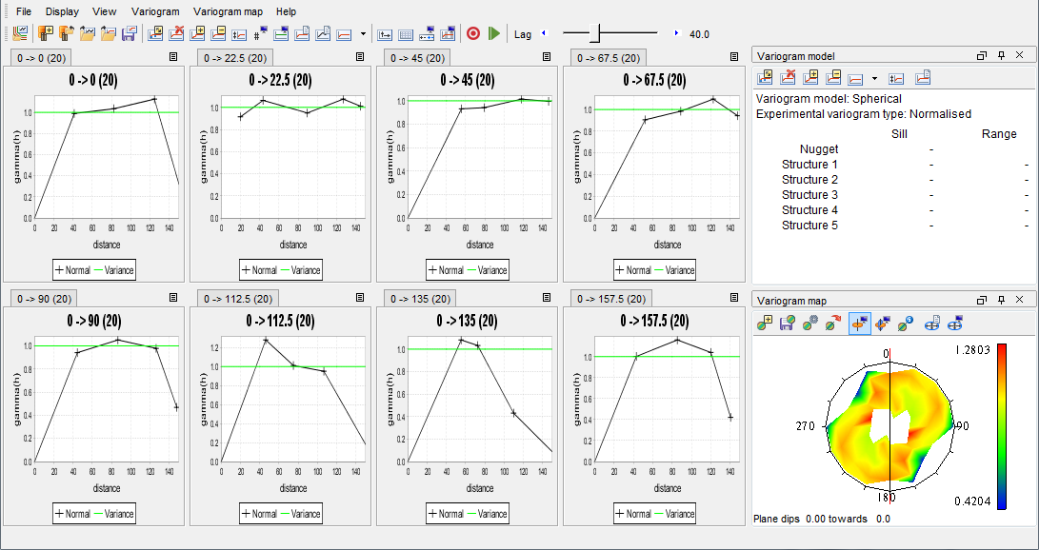 File Display View Variogram Variogram map Help
Lag 40.0
0 -> 0 (20) 0 -> 22.5 (20) 0 -> 45 (20) 0 -> 67.5 (20)
0 -> 0 (20)
1.0
0.8
0.6
0.4
0.2
0.0
gamma(h)
0 20 40 60 80 100 120 140
distance
Normal Variance
0 -> 22.5 (20)
1.0
0.8
0.6
0.4
0.2
0.0
gamma(h)
0 20 40 60 80 100 120 140
distance
Normal Variance
0 -> 45 (20)
1.0
0.8
0.6
0.4
0.2
0.0
gamma(h)
0 20 40 60 80 100 120 140
distance
Normal Variance
0 -> 67.5 (20)
1.0
0.8
0.6
0.4
0.2
0.0
gamma(h)
0 20 40 60 80 100 120 140
distance
Normal Variance
Variogram model
Variogram model: Spherical
Experimental variogram type: Normalised
Sill Range
Nugget -
Structure 1 - -
Structure 2 - -
Structure 3 - -
Structure 4 - -
Structure 5 - -
0 -> 90 (20) 0 -> 112.5 (20) 0 -> 135 (20) 0 -> 157.5 (20)
0 -> 90 (20)
1.0
0.8
0.6
0.4
0.2
0.0
gamma(h)
0 20 40 60 80 100 120 140
distance
Normal Variance
0 -> 112.5 (20)
1.2
1.0
0.8
0.6
0.4
0.2
0.0
gamma(h)
0 20 40 60 80 100 120 140
distance
Normal Variance
0 -> 135 (20)
1.0
0.8
0.6
0.4
0.2
0.0
gamma(h)
0 20 40 60 80 100 120 140
distance
Normal Variance
0 -> 157.5 (20)
1.0
0.8
0.6
0.4
0.2
0.0
gamma(h)
0 20 40 60 80 100 120 140
distance
Normal Variance
Variogram map
0
1.2803
270
90
180
0.4204
Plane dips 0.00 towards 0.0